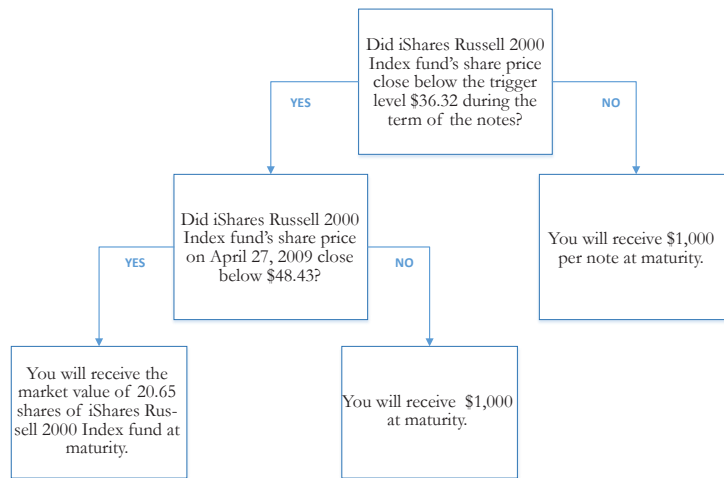 Did iShares Russell 2000
Index fund's share price
close below the trigger
level $36.32 during the
term of the notes?
YES
NO
Did iShares Russell 2000
Index fund's share price
on April 27, 2009 close
below $48.43?
You will receive $1,000
per note at maturity.
YES
NO
You will receive the
market value of 20.65
shares of iShares Rus-
sell 2000 Index fund at
maturity.
You will receive $1,000
at maturity.